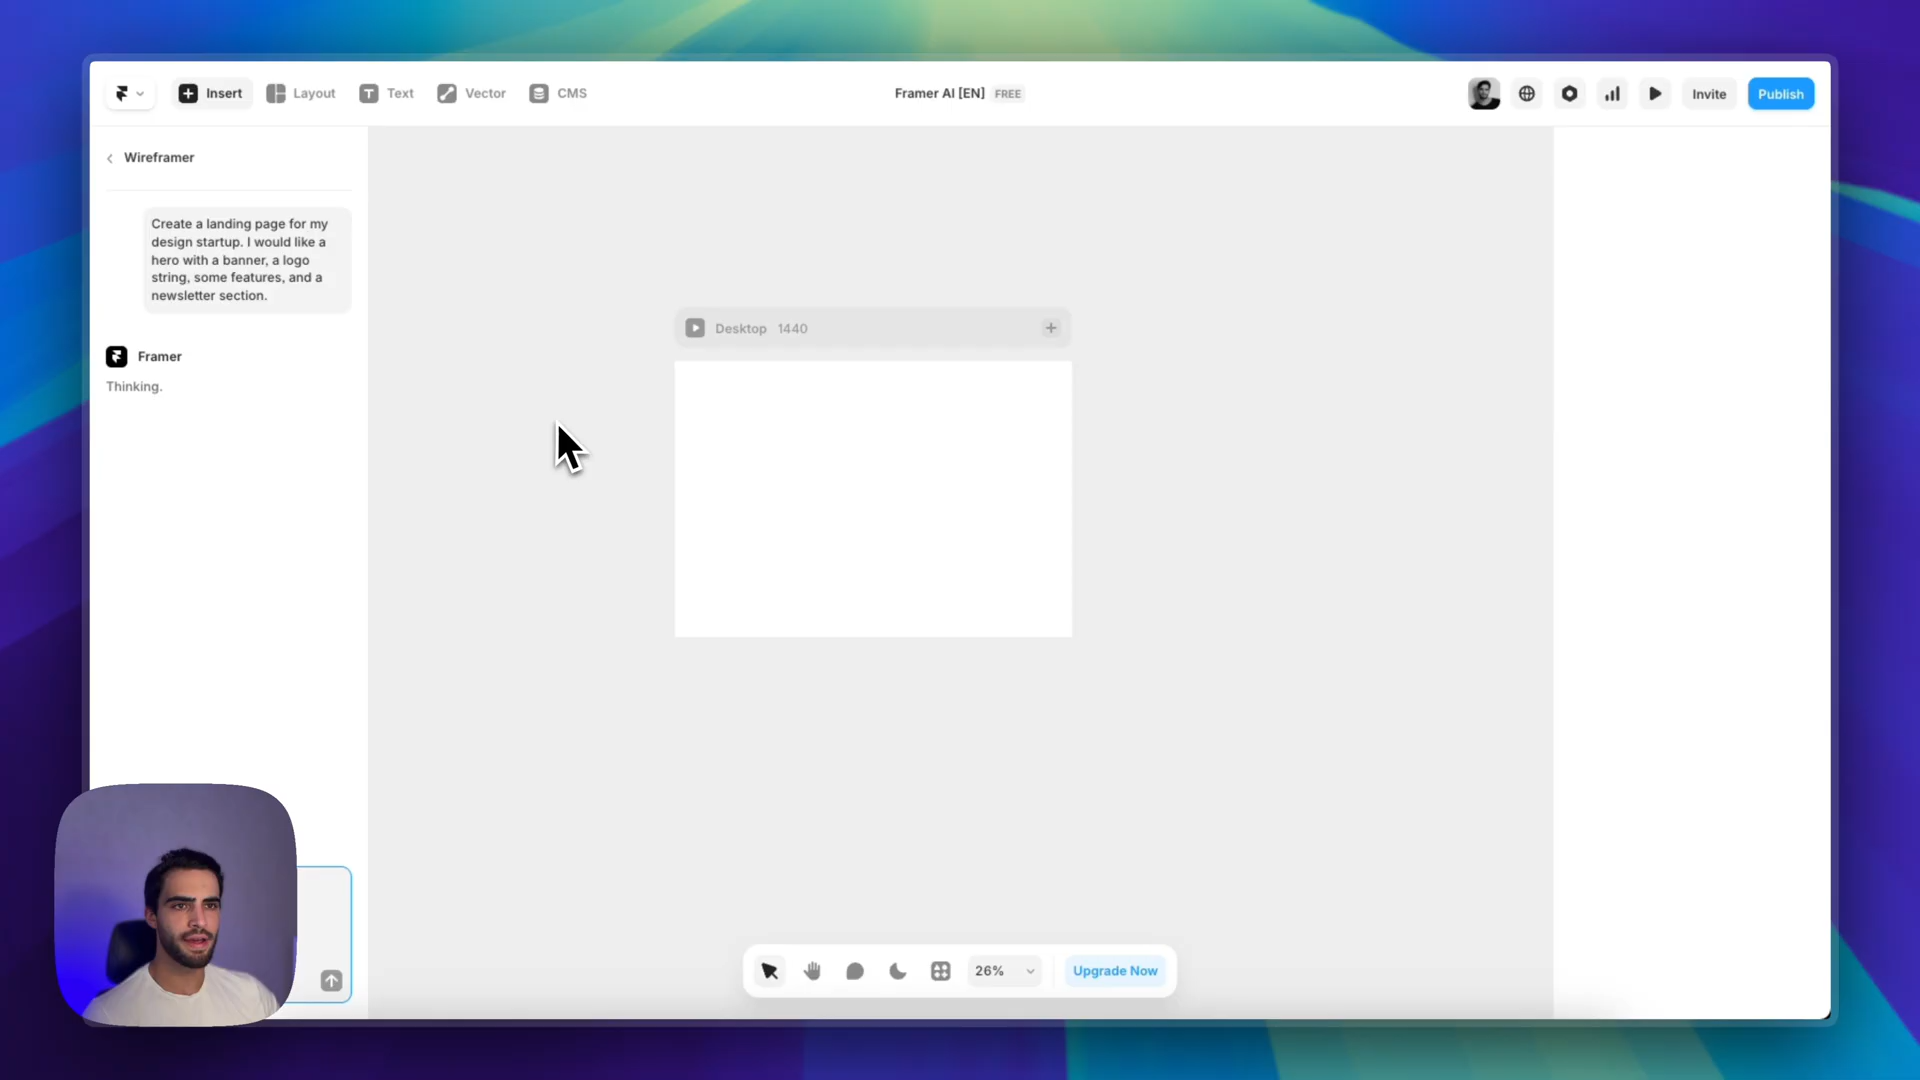 Insert
Layout
Text
Vector
CMS
Framer AI [EN] FREE
Invite
Publish
Wireframer
Create a landing page for my
design startup. I would like a
hero with a banner, a logo
string, some features, and a
newsletter section.
Framer
Thinking.
Desktop 1440
26%
Upgrade Now